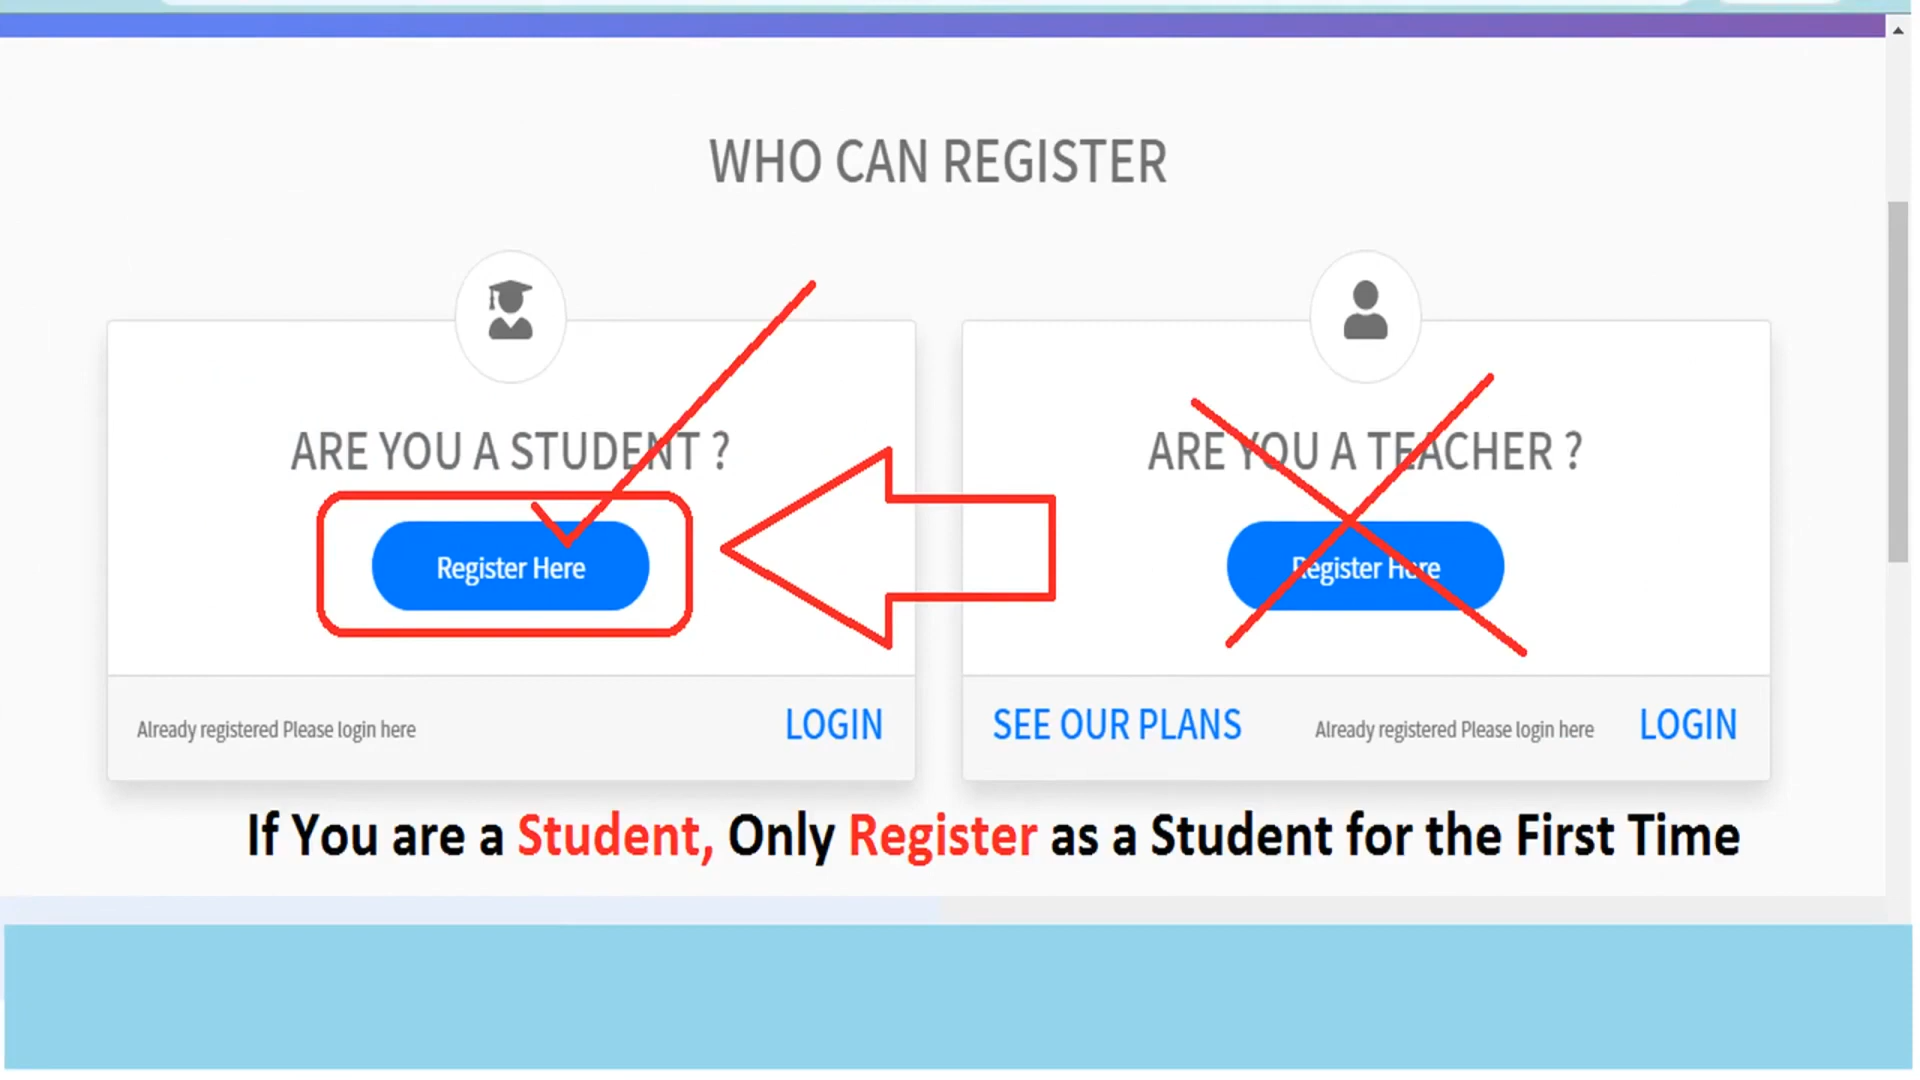 WHO CAN REGISTER
ARE YOU A STUDENT ?
Register Here
Already registered Please login here
LOGIN
ARE YOU A TEACHER ?
Register Here
SEE OUR PLANS
Already registered Please login here
LOGIN
If You are a Student, Only Register as a Student for the First Time